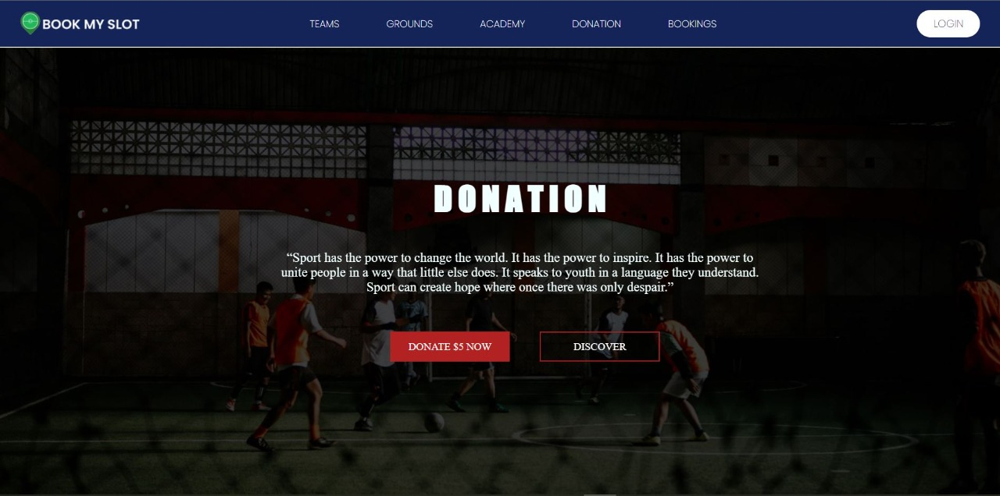 BOOK MY SLOT
TEAMS
GROUNDS
ACADEMY
DONATION
BOOKINGS
LOGIN
DONATION
“Sport has the power to change the world. It has the power to inspire. It has the power to
unite people in a way that little else does. It speaks to youth in a language they understand.
Sport can create hope where once there was only despair.”
DONATE $5 NOW
DISCOVER